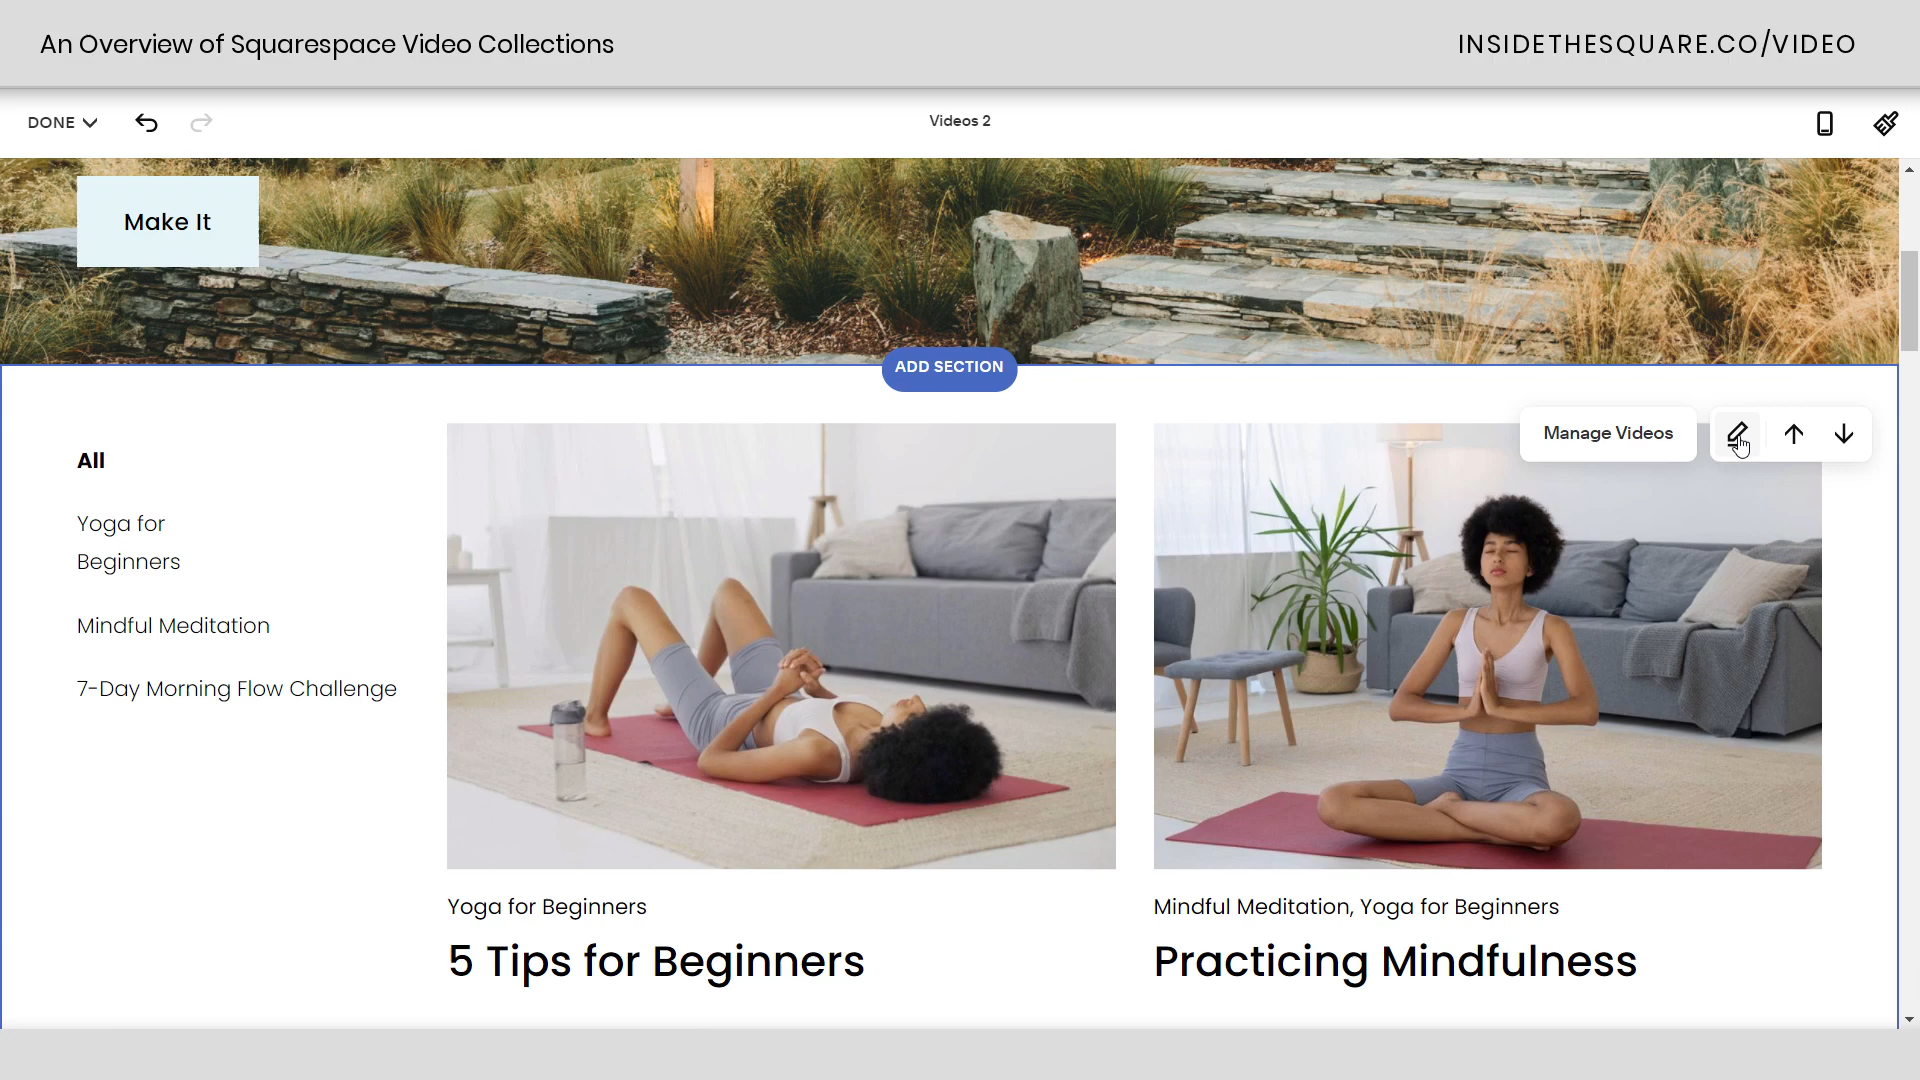 An Overview of Squarespace Video Collections
INSIDETHESQUARE.CO/VIDEO
DONE
Videos 2
Make It
ADD SECTION
Manage Videos
All
Yoga for
Beginners
Mindful Meditation
7-Day Morning Flow Challenge
Yoga for Beginners
5 Tips for Beginners
Mindful Meditation, Yoga for Beginners
Practicing Mindfulness